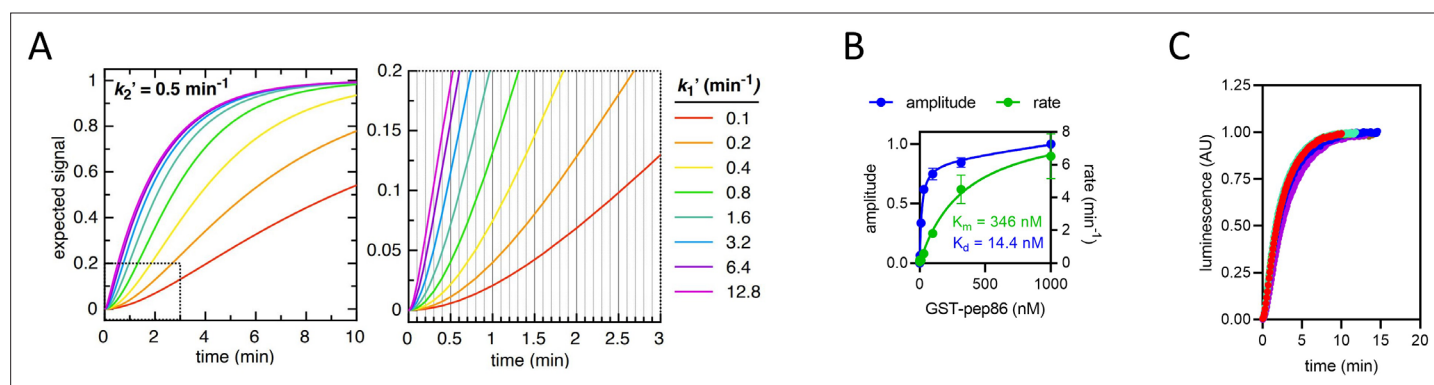 A
k₂' = 0.5 min⁻¹
expected signal
1
0.8
0.6
0.4
0.2
0
0 2 4 6 8 10
time (min)
0.2
0.15
0.1
0.05
0
0 0.5 1 1.5 2 2.5 3
time (min)
k₁' (min⁻¹)
0.1
0.2
0.4
0.8
1.6
3.2
6.4
12.8
B
amplitude rate
amplitude
1.0
0.5
0.0
8
6
4
2
0
rate (min⁻¹)
Kₘ = 346 nM
K_d = 14.4 nM
0 500 1000
GST-pep86 (nM)
C
luminescence (AU)
1.25
1.00
0.75
0.50
0.25
0.00
0 5 10 15 20
time (min)